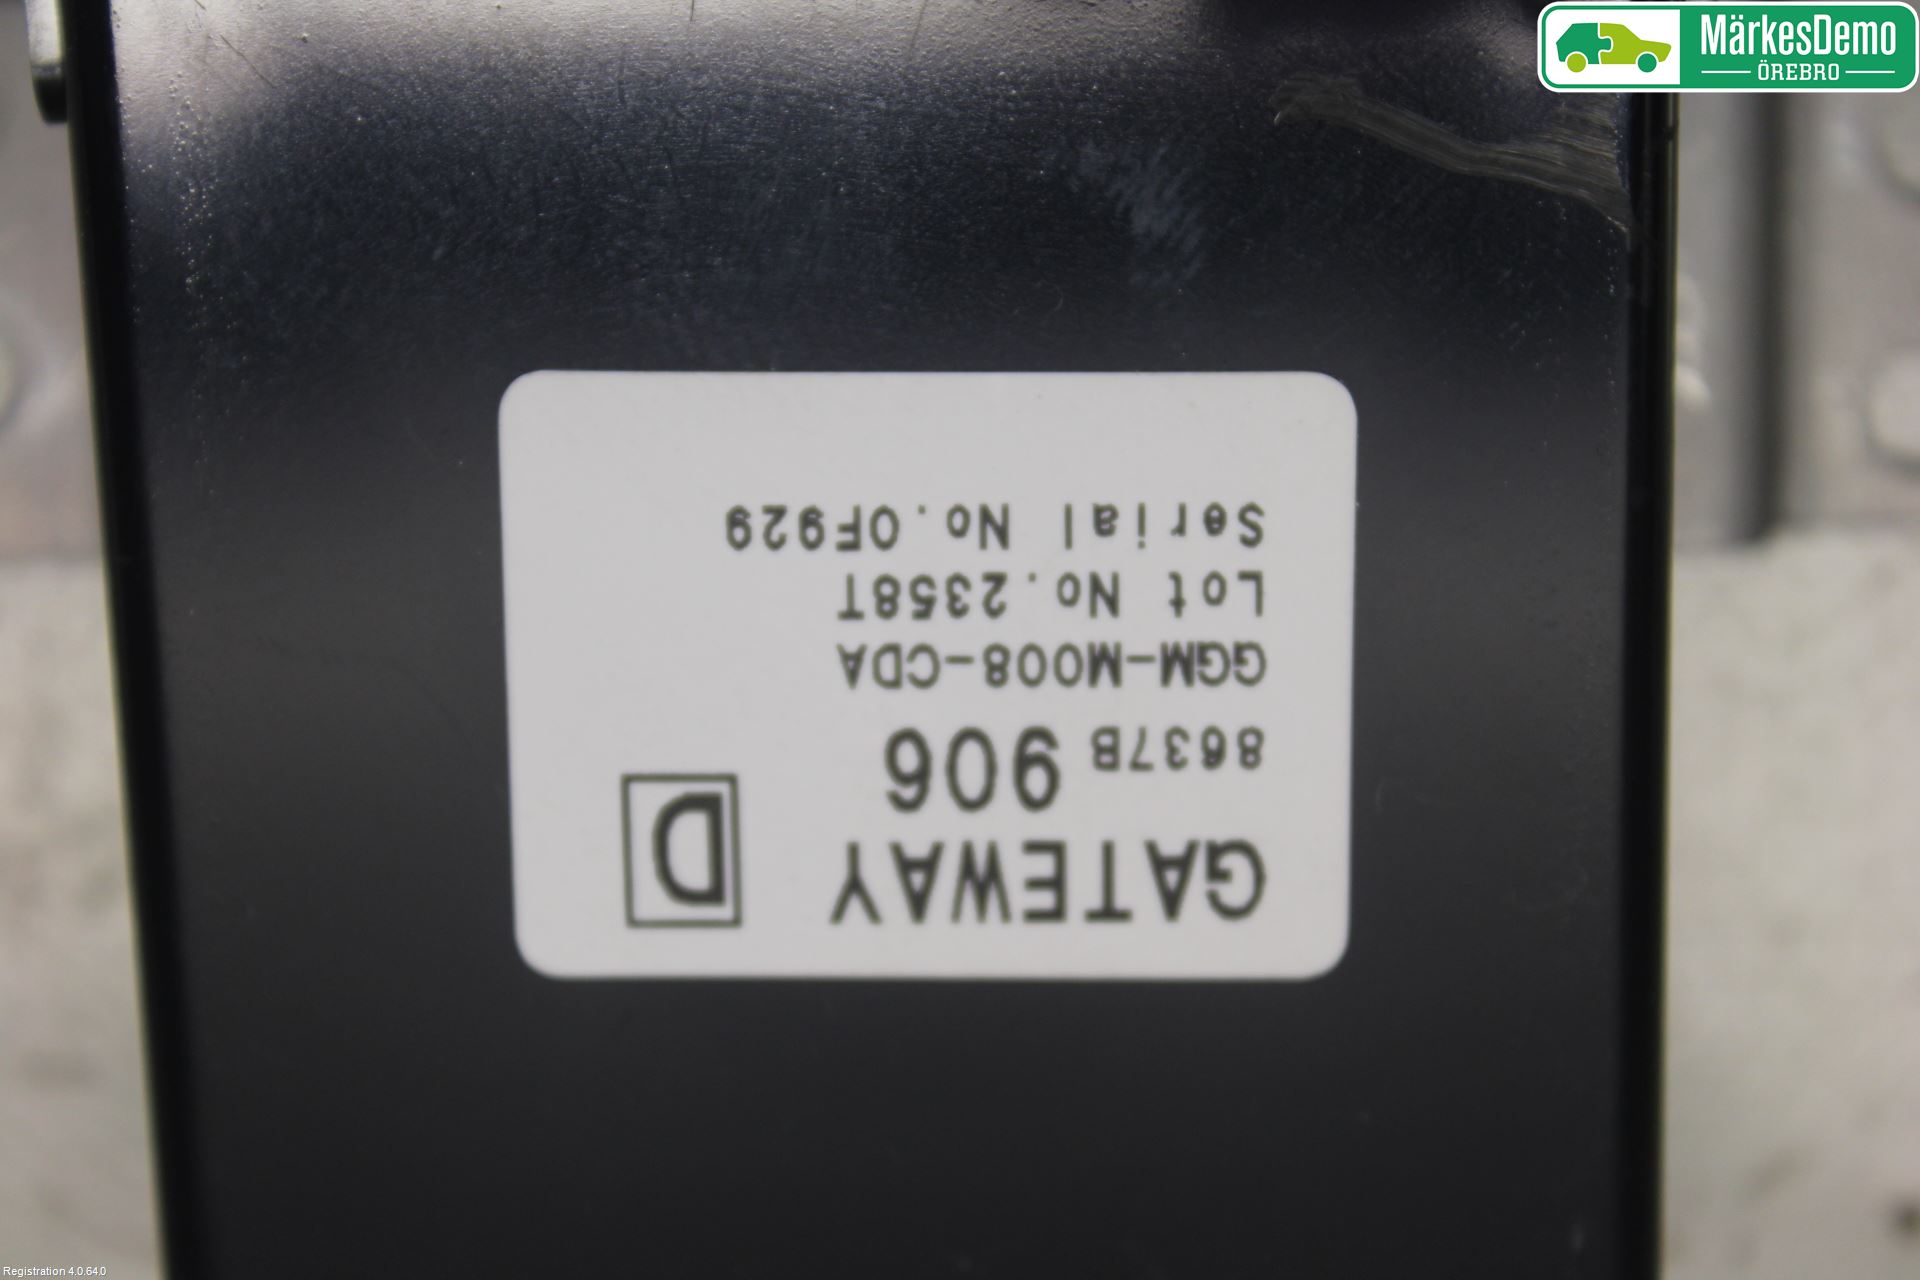 MärkesDemo
ÖREBRO
GATEWAY D
8637B 906
GGM-M008-CDA
Lot No.2358T
Serial No.0F929
Registration 4.0.64.0